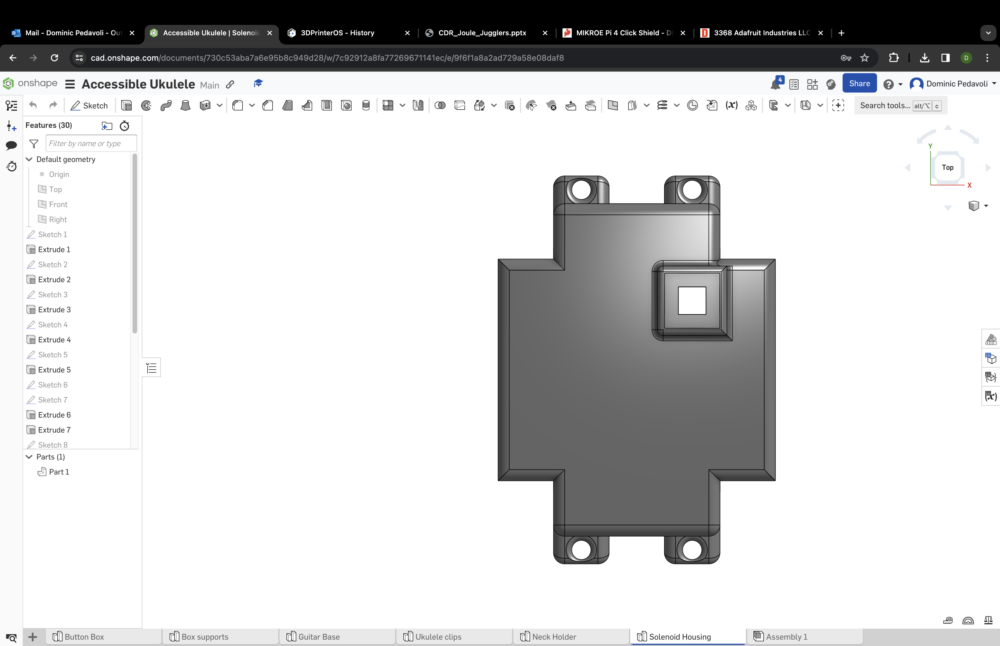 Mail - Dominic Pedavoli - Ou
Accessible Ukulele | Solenoi
3DPrinterOS - History
CDR_Joule_Jugglers.pptx
MIKROE Pi 4 Click Shield - D
3368 Adafruit Industries LLC
cad.onshape.com/documents/730c53aba7a6e95b8c949d28/w/7c92912a8fa77269671141ec/e/9f6f1a8a2ad729a58e08daf8
D
onshape
Accessible Ukulele
Main
4
Share
Dominic Pedavoli
Sketch
(x)
Search tools...
alt/⌥
c
Features (30)
Filter by name or type
Default geometry
Origin
Top
Front
Right
Sketch 1
Extrude 1
Sketch 2
Extrude 2
Sketch 3
Extrude 3
Sketch 4
Extrude 4
Sketch 5
Extrude 5
Sketch 6
Sketch 7
Extrude 6
Extrude 7
Sketch 8
Parts (1)
Part 1
Y
Top
X
(x)
Button Box
Box supports
Guitar Base
Ukulele clips
Neck Holder
Solenoid Housing
Assembly 1